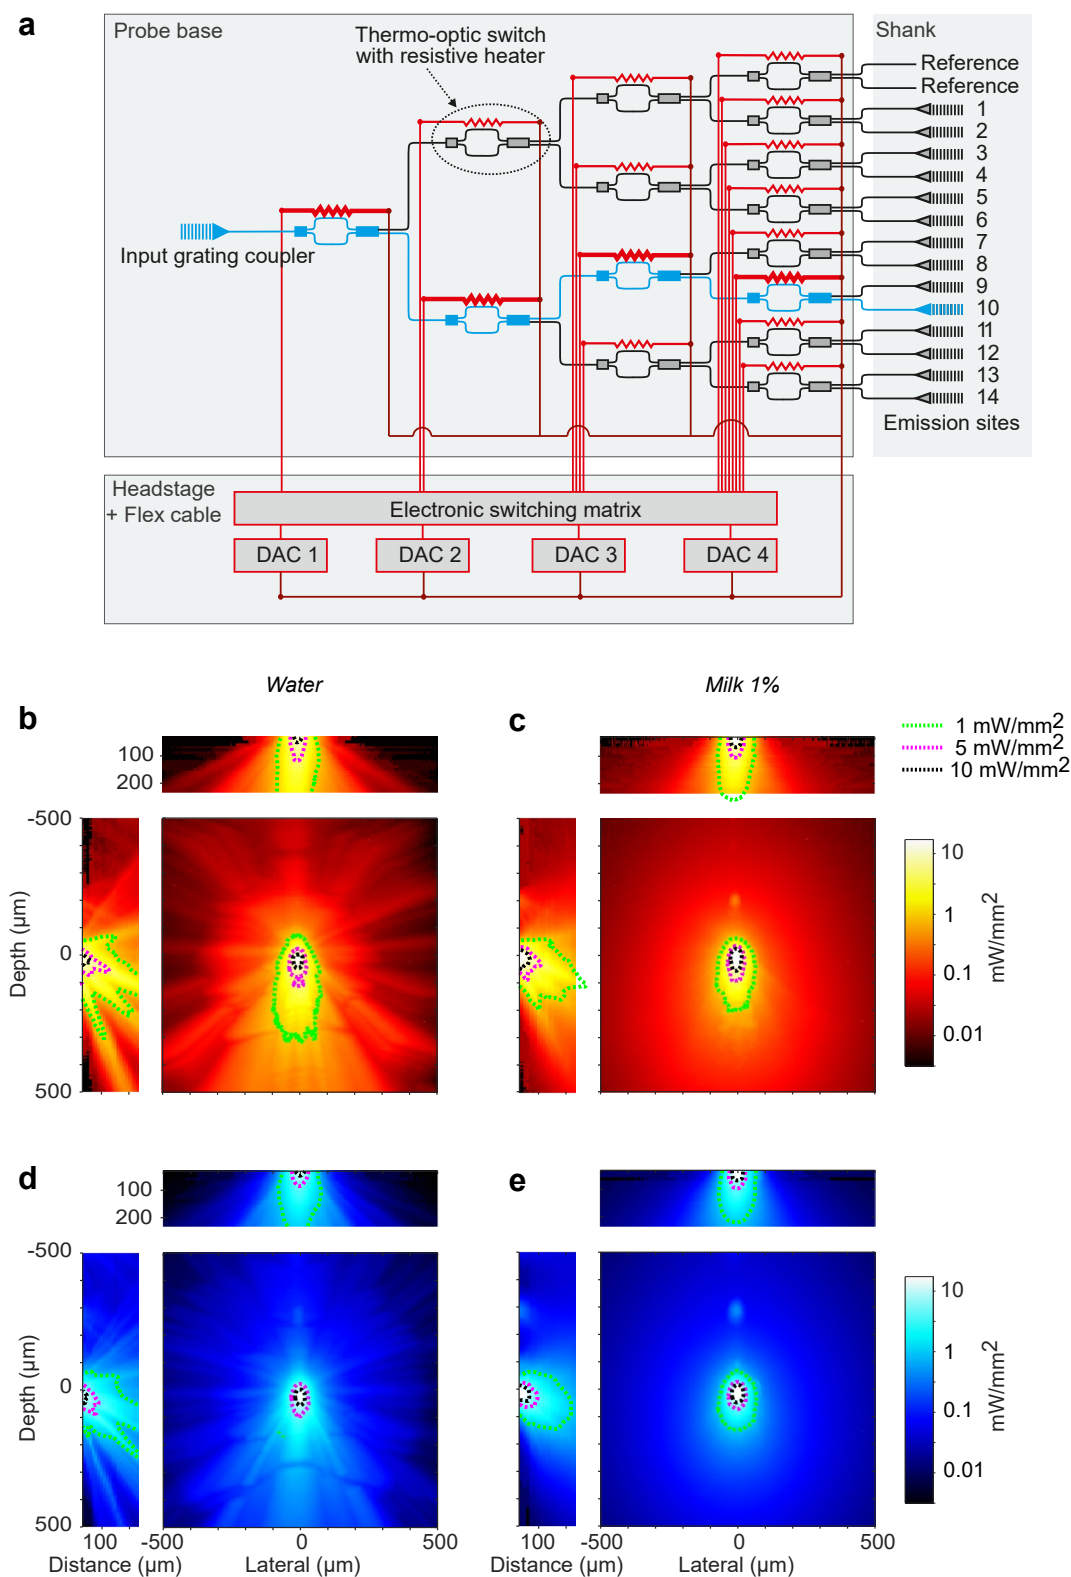 a
Probe base
Thermo-optic switch
with resistive heater
Shank
Reference
Reference
1
2
3
4
5
6
7
8
9
10
11
12
13
14
Emission sites
Input grating coupler
Headstage
+ Flex cable
Electronic switching matrix
DAC 1
DAC 2
DAC 3
DAC 4
Water
Milk 1%
1 mW/mm2
5 mW/mm2
10 mW/mm2
b
100
200
-500
0
500
Depth (µm)
c
10
1
0.1
0.01
mW/mm2
d
100
200
-500
0
500
Depth (µm)
100
-500
0
500
Distance (µm)
Lateral (µm)
e
100
-500
0
500
Distance (µm)
Lateral (µm)
10
1
0.1
0.01
mW/mm2